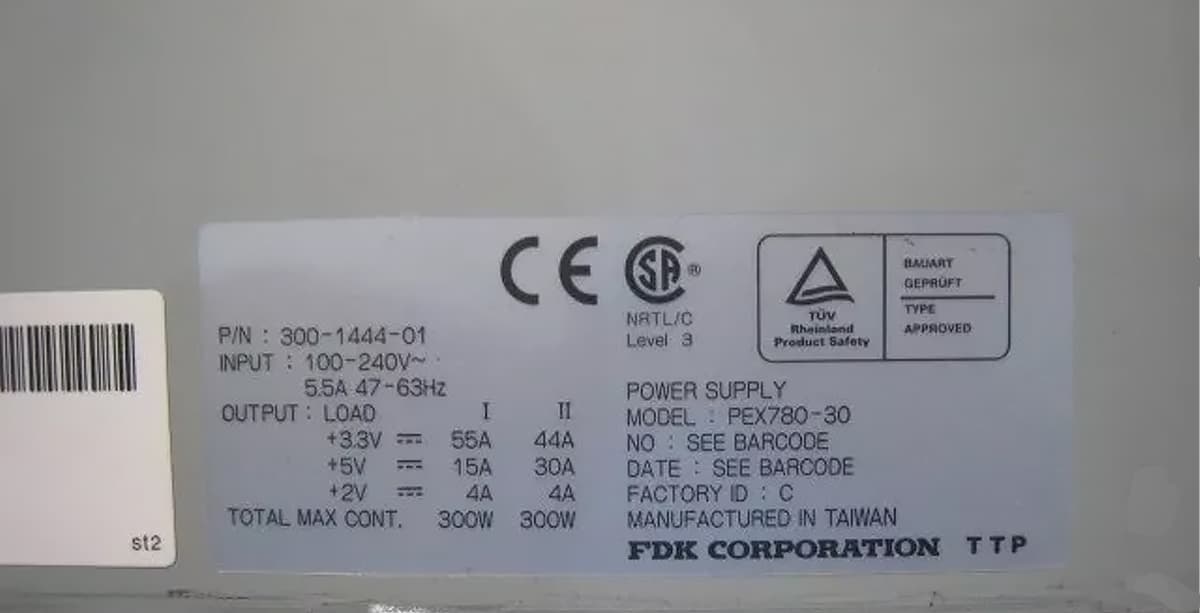 CE SA ®
NRTL/C
Level 3
TÜV
Rheinland
Product Safety
BAUART
GEPRÜFT
TYPE
APPROVED
P/N : 300-1444-01
INPUT : 100-240V~
5.5A 47-63Hz
OUTPUT : LOAD I II
+3.3V 55A 44A
+5V 15A 30A
+2V 4A 4A
TOTAL MAX CONT. 300W 300W
POWER SUPPLY
MODEL : PEX780-30
NO : SEE BARCODE
DATE : SEE BARCODE
FACTORY ID : C
MANUFACTURED IN TAIWAN
FDK CORPORATION TTP
st2